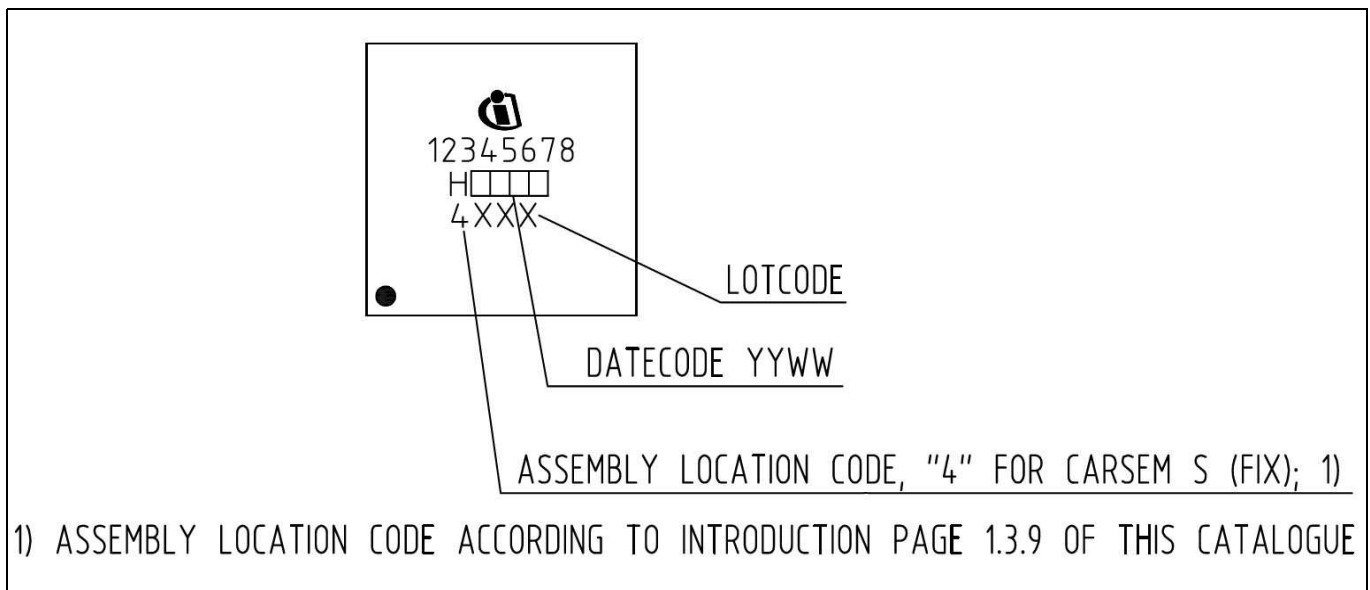 12345678
H□□□□
4XXX
LOTCODE
DATECODE YYWW
ASSEMBLY LOCATION CODE, "4" FOR CARSEM S (FIX); 1)
1) ASSEMBLY LOCATION CODE ACCORDING TO INTRODUCTION PAGE 1.3.9 OF THIS CATALOGUE